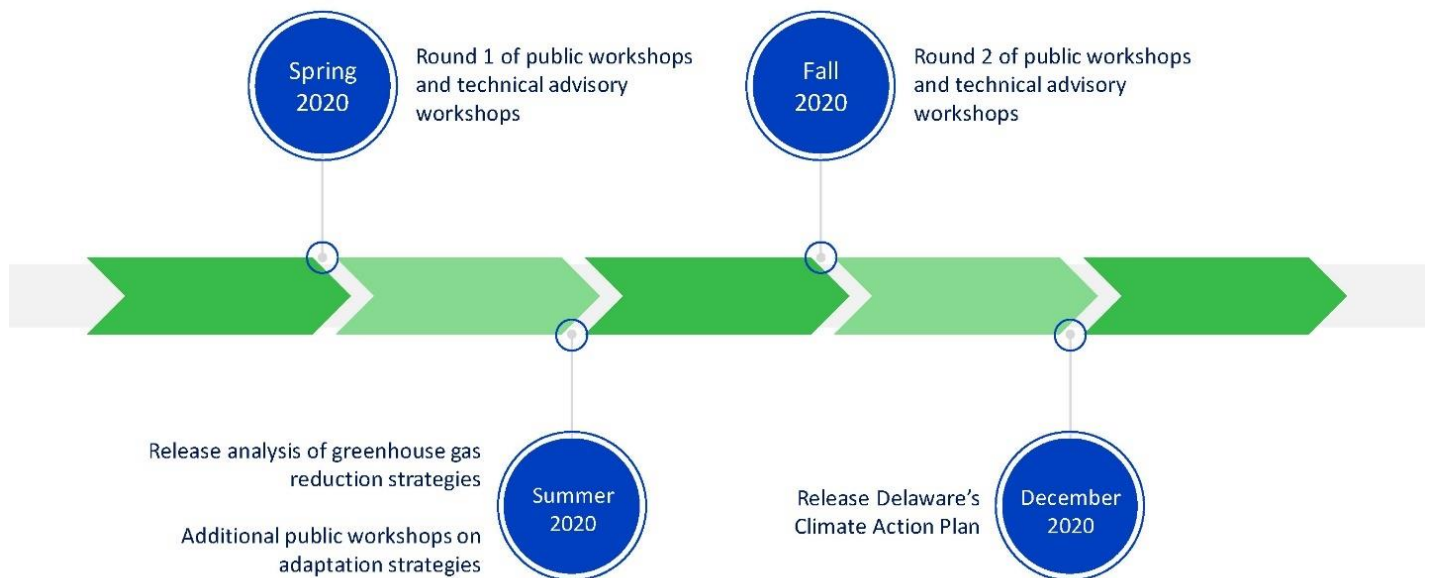 Spring
2020
Round 1 of public workshops
and technical advisory
workshops
Fall
2020
Round 2 of public workshops
and technical advisory
workshops
Release analysis of greenhouse gas
reduction strategies
Additional public workshops on
adaptation strategies
Summer
2020
Release Delaware’s
Climate Action Plan
December
2020